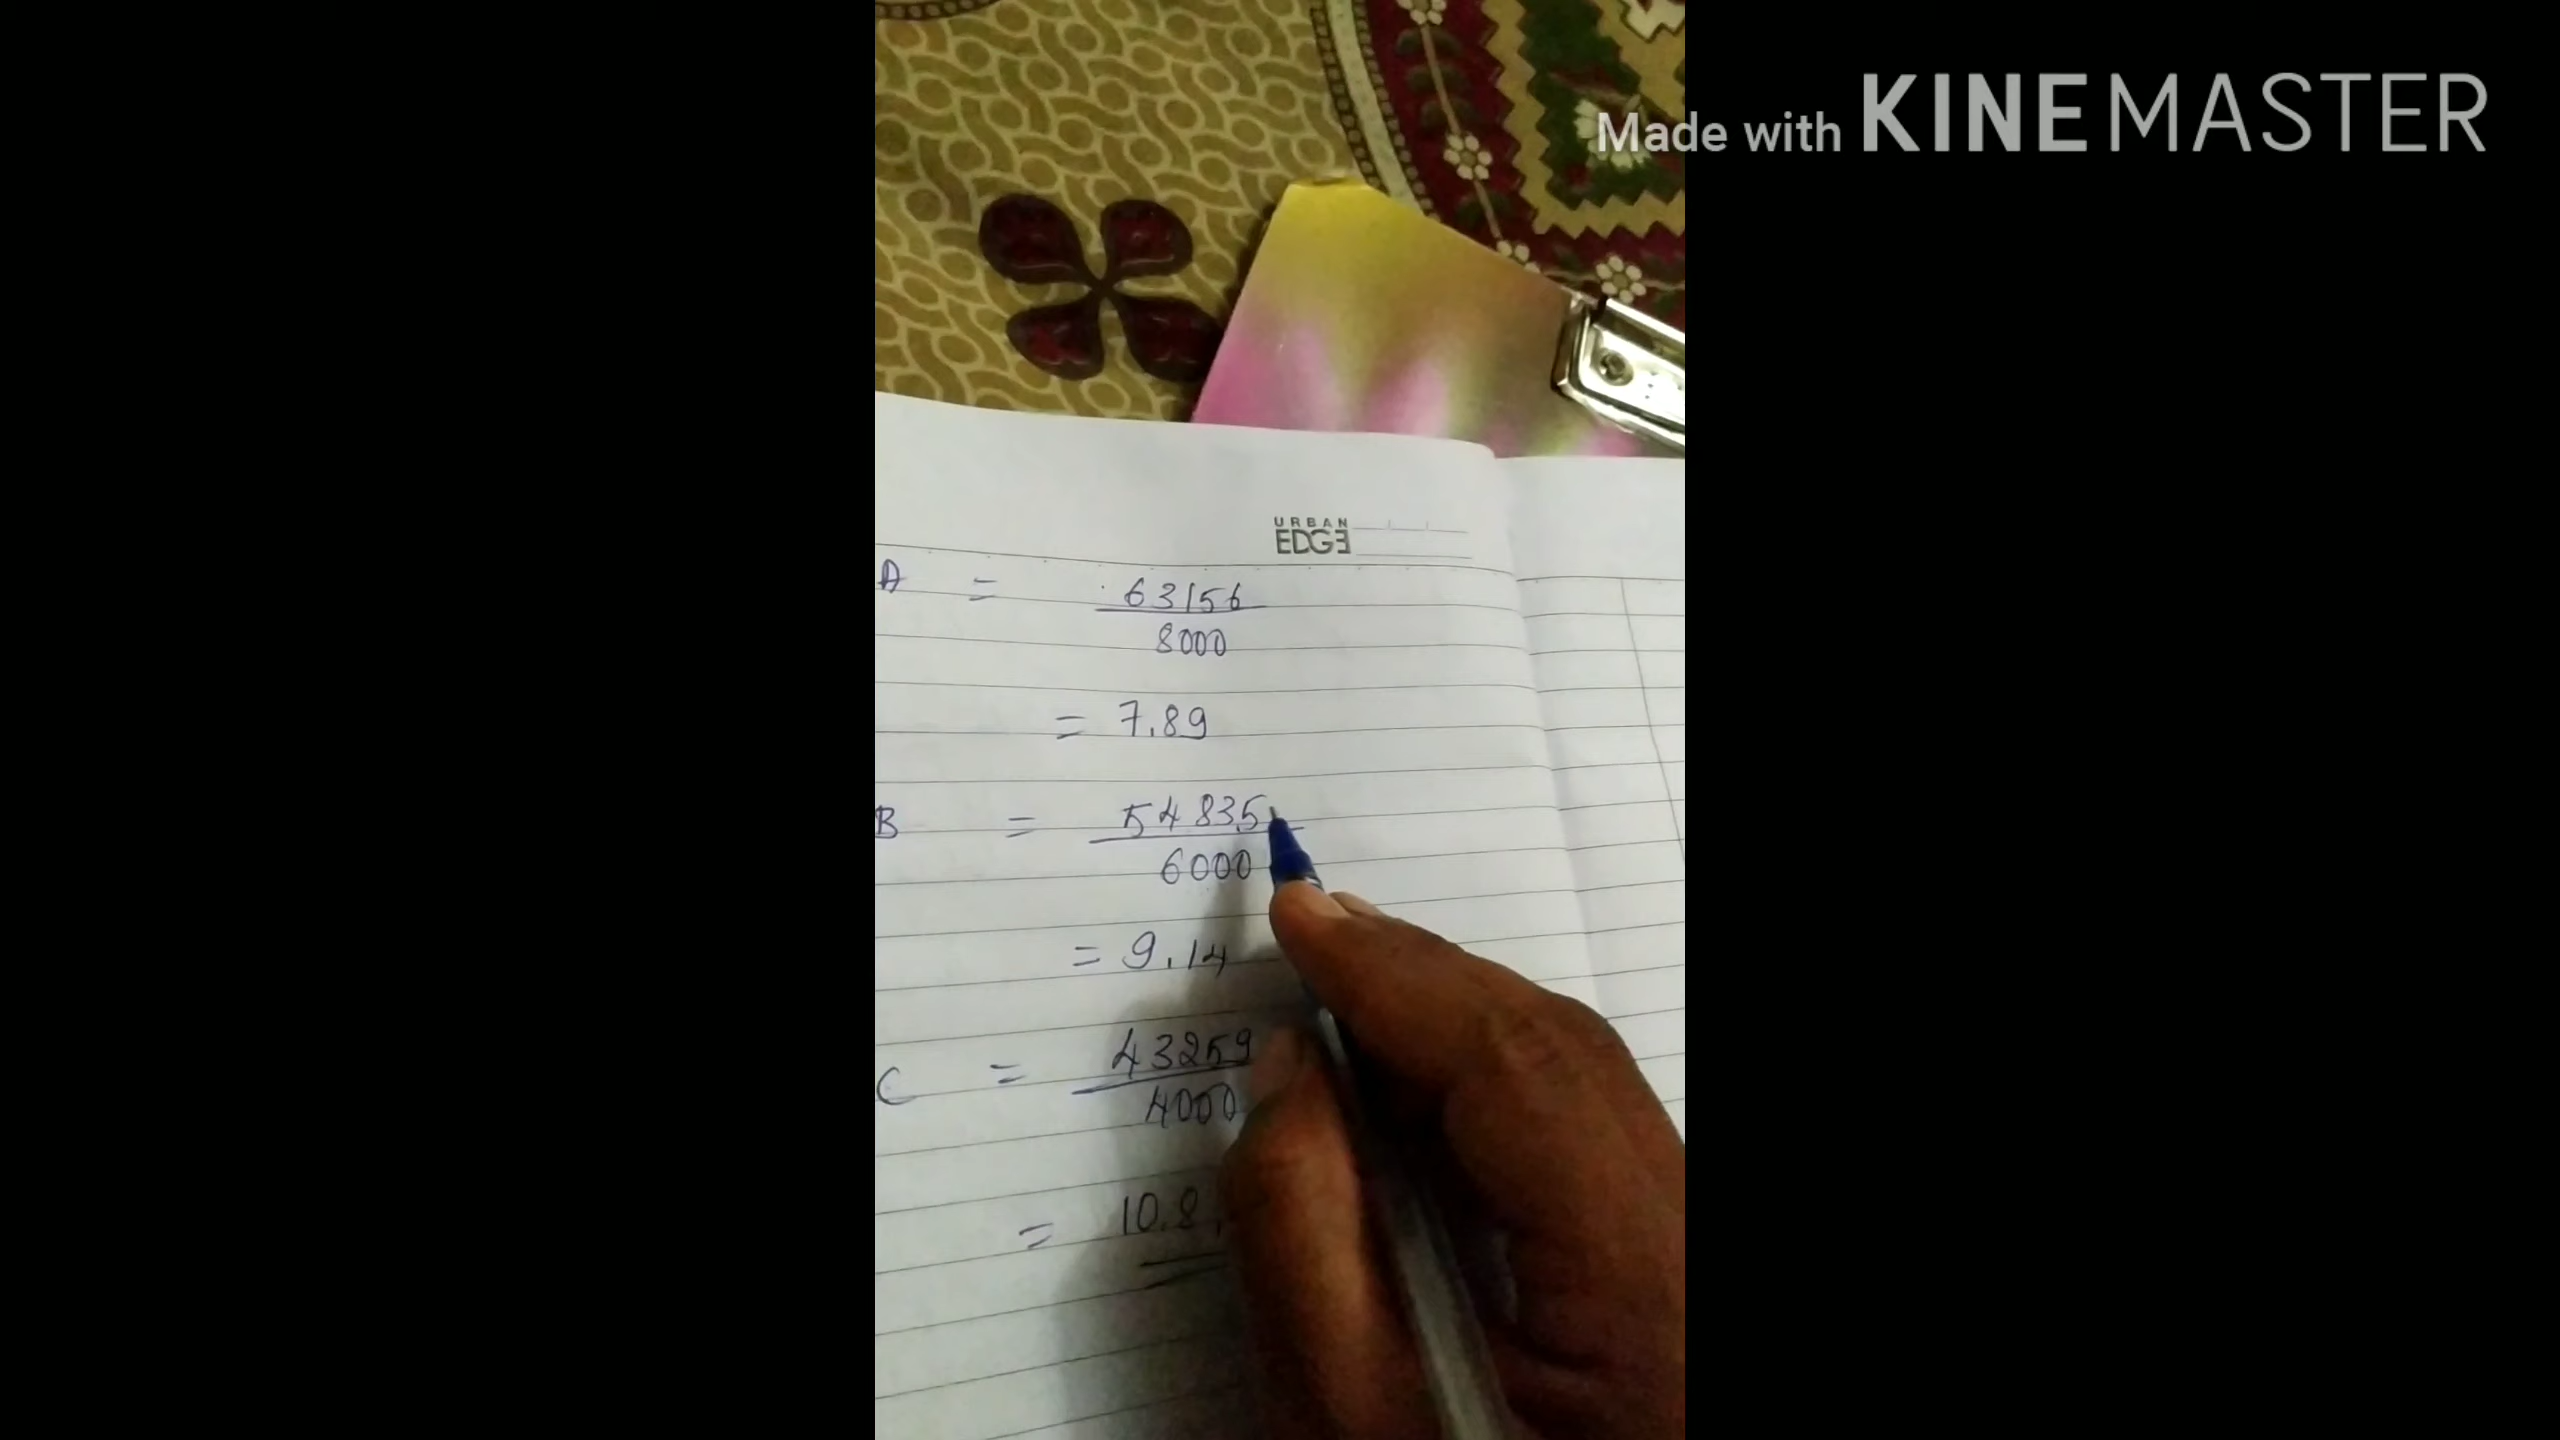 Made with KINEMASTER
URBAN
EDGE
A = 63156
8000
= 7.89
B = 54835
6000
= 9.14
C = 43259
4000
= 10.8